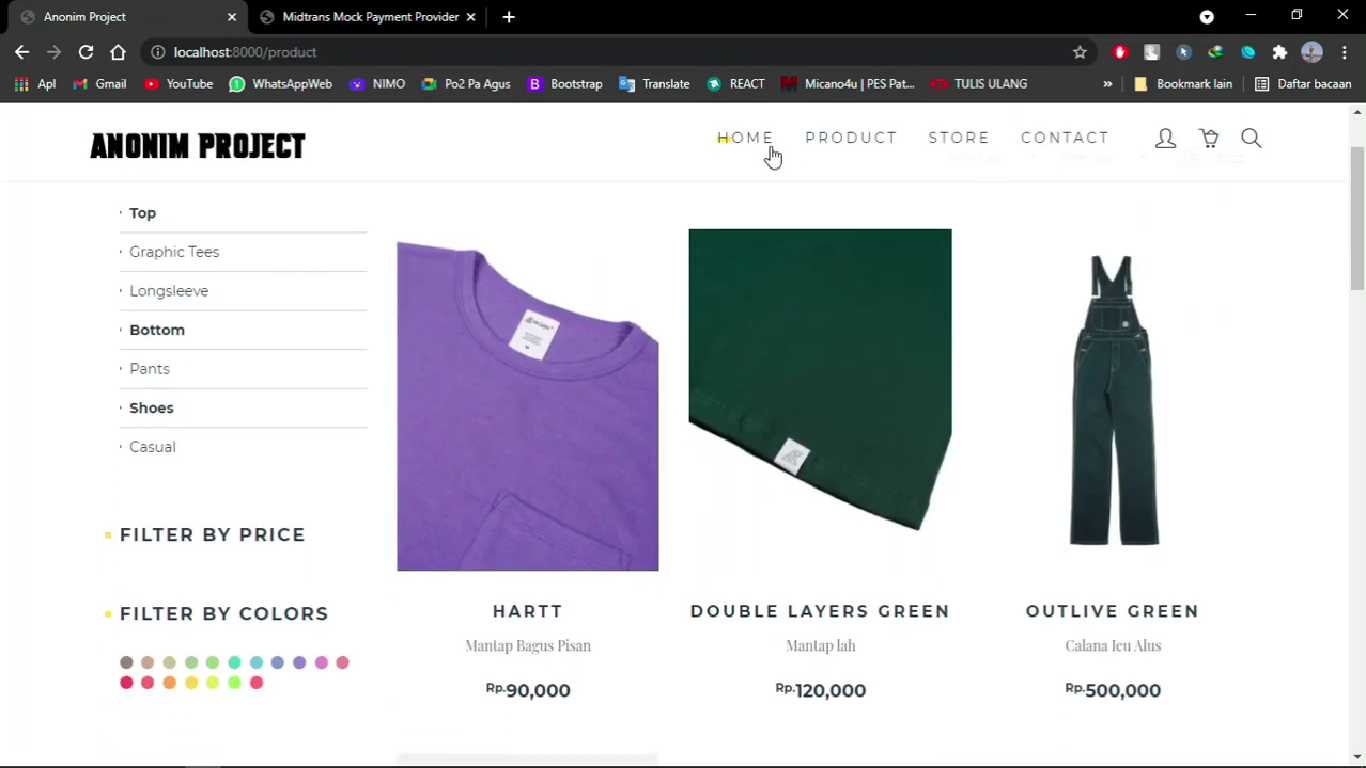 Anonim Project
Midtrans Mock Payment Provider
localhost:8000/product
Apl
Gmail
YouTube
WhatsAppWeb
NIMO
Po2 Pa Agus
Bootstrap
Translate
REACT
Micano4u | PES Pat...
TULIS ULANG
»
Bookmark lain
Daftar bacaan
ANONIM PROJECT
HOME
PRODUCT
STORE
CONTACT
Top
Graphic Tees
Longsleeve
Bottom
Pants
Shoes
Casual
FILTER BY PRICE
FILTER BY COLORS
HARTT
Mantap Bagus Pisan
Rp.90,000
DOUBLE LAYERS GREEN
Mantap lah
Rp.120,000
OUTLIVE GREEN
Calana Icu Alus
Rp.500,000